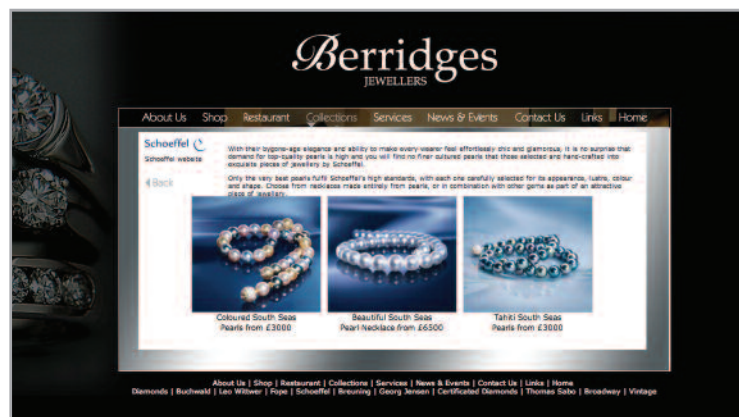 Berridges
JEWELLERS
About Us Shop Restaurant Collections Services News & Events Contact Us Links Home
Schoeffel
Schoeffel website
Back
With their bygone-age elegance and ability to make every wearer feel effortlessly chic and glamorous, it is no surprise that
demand for top-quality pearls is high and you will find no finer cultured pearls that those selected and hand-crafted into
exquisite pieces of jewellery by Schoeffel.
Only the very best pearls fulfil Schoeffel's high standards, with each one carefully selected for its appearance, lustre, colour
and shape. Choose from necklaces made entirely from pearls, or in combination with other gems as part of an attractive
piece of jewellery.
Coloured South Seas
Pearls from £3000
Beautiful South Seas
Pearl Necklace from £6500
Tahiti South Seas
Pearls from £3000
About Us | Shop | Restaurant | Collections | Services | News & Events | Contact Us | Links | Home
Diamonds | Buchwald | Leo Wittwer | Fope | Schoeffel | Breuning | Georg Jensen | Certificated Diamonds | Thomas Sabo | Broadway | Vintage